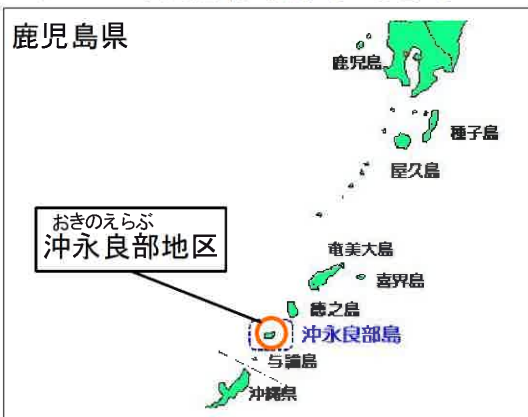 鹿児島県
鹿児島
種子島
屋久島
おきのえらぶ
沖永良部地区
奄美大島
喜界島
徳之島
沖永良部島
与論島
沖縄県